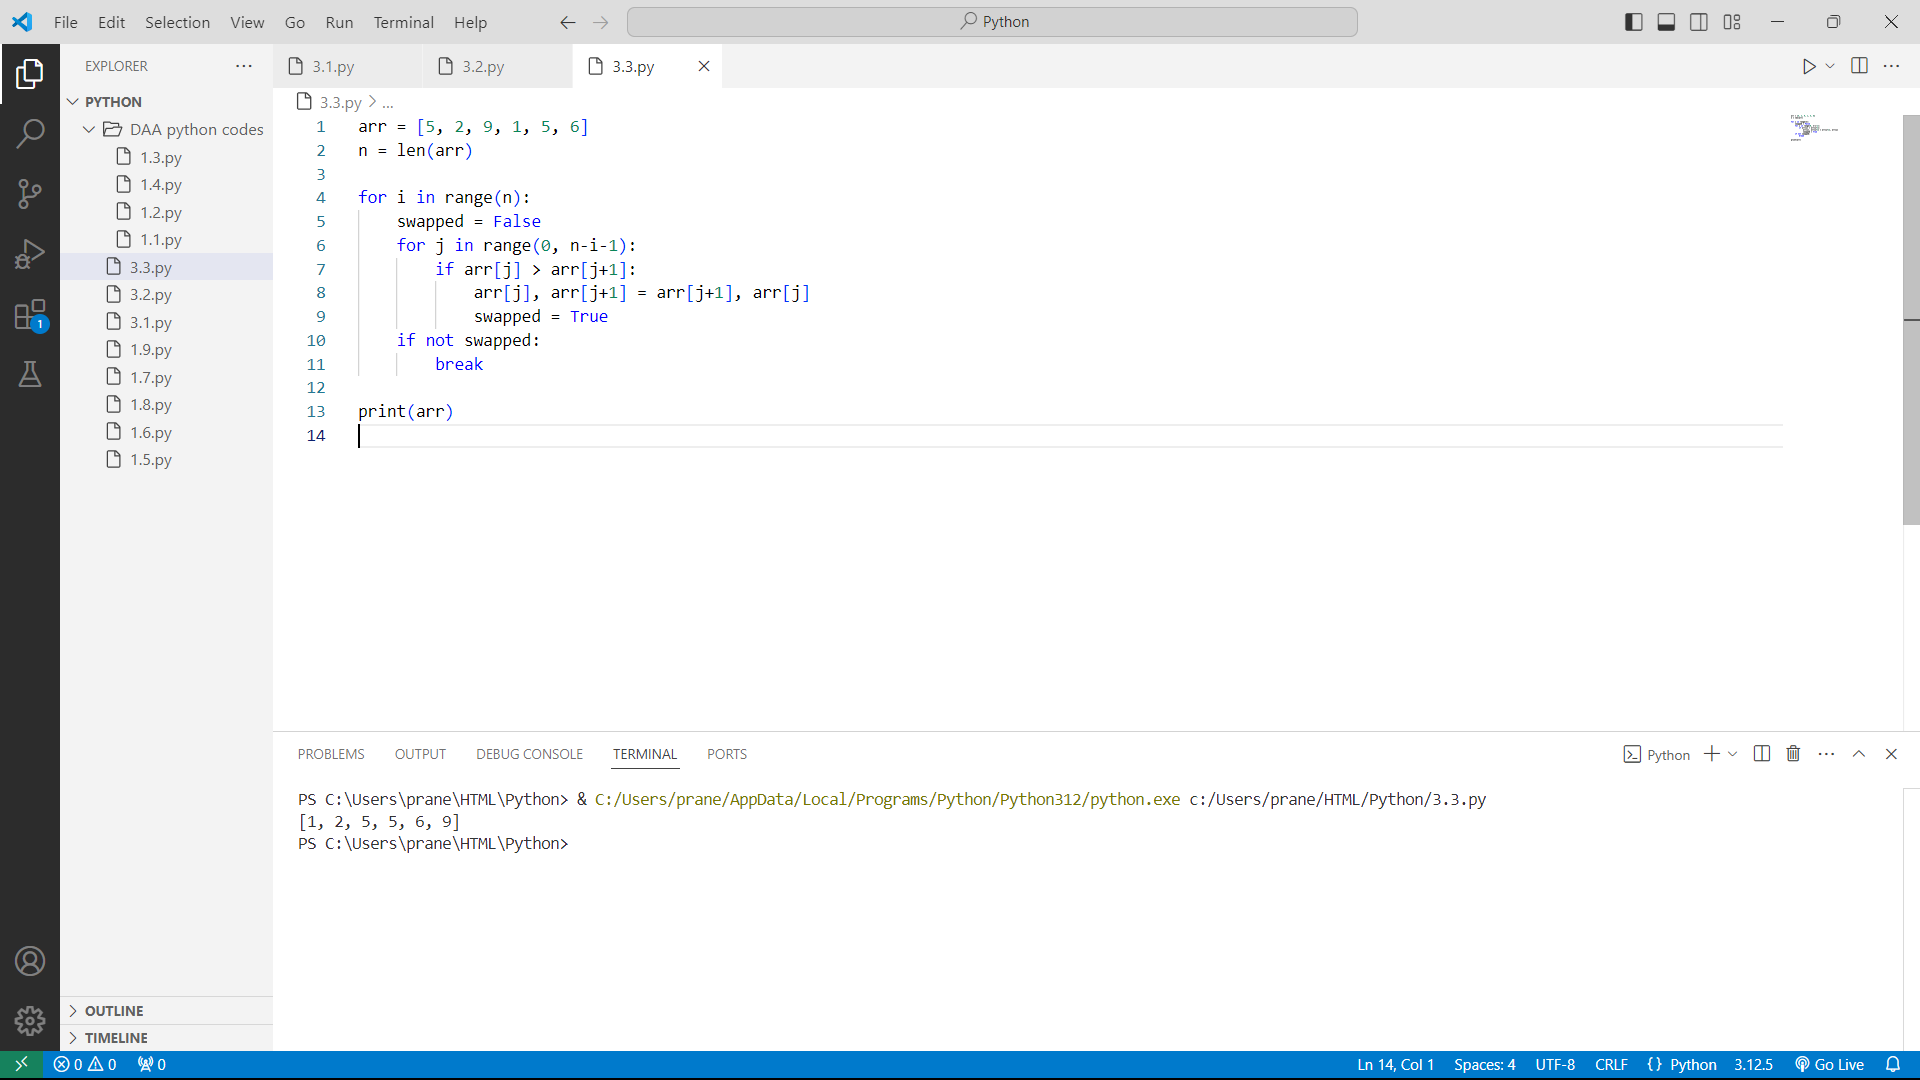 File Edit Selection View Go Run Terminal Help
Python
EXPLORER
3.1.py 3.2.py 3.3.py
PYTHON
DAA python codes
1.3.py
1.4.py
1.2.py
1.1.py
3.3.py
3.2.py
3.1.py
1.9.py
1.7.py
1.8.py
1.6.py
1.5.py
OUTLINE
TIMELINE
3.3.py > ...
1 arr = [5, 2, 9, 1, 5, 6]
2 n = len(arr)
3
4 for i in range(n):
5     swapped = False
6     for j in range(0, n-i-1):
7         if arr[j] > arr[j+1]:
8             arr[j], arr[j+1] = arr[j+1], arr[j]
9             swapped = True
10     if not swapped:
11         break
12
13 print(arr)
14
PROBLEMS OUTPUT DEBUG CONSOLE TERMINAL PORTS
Python
PS C:\Users\prane\HTML\Python> & C:/Users/prane/AppData/Local/Programs/Python/Python312/python.exe c:/Users/prane/HTML/Python/3.3.py
[1, 2, 5, 5, 6, 9]
PS C:\Users\prane\HTML\Python>
1
0 0 0
Ln 14, Col 1 Spaces: 4 UTF-8 CRLF {} Python 3.12.5 Go Live